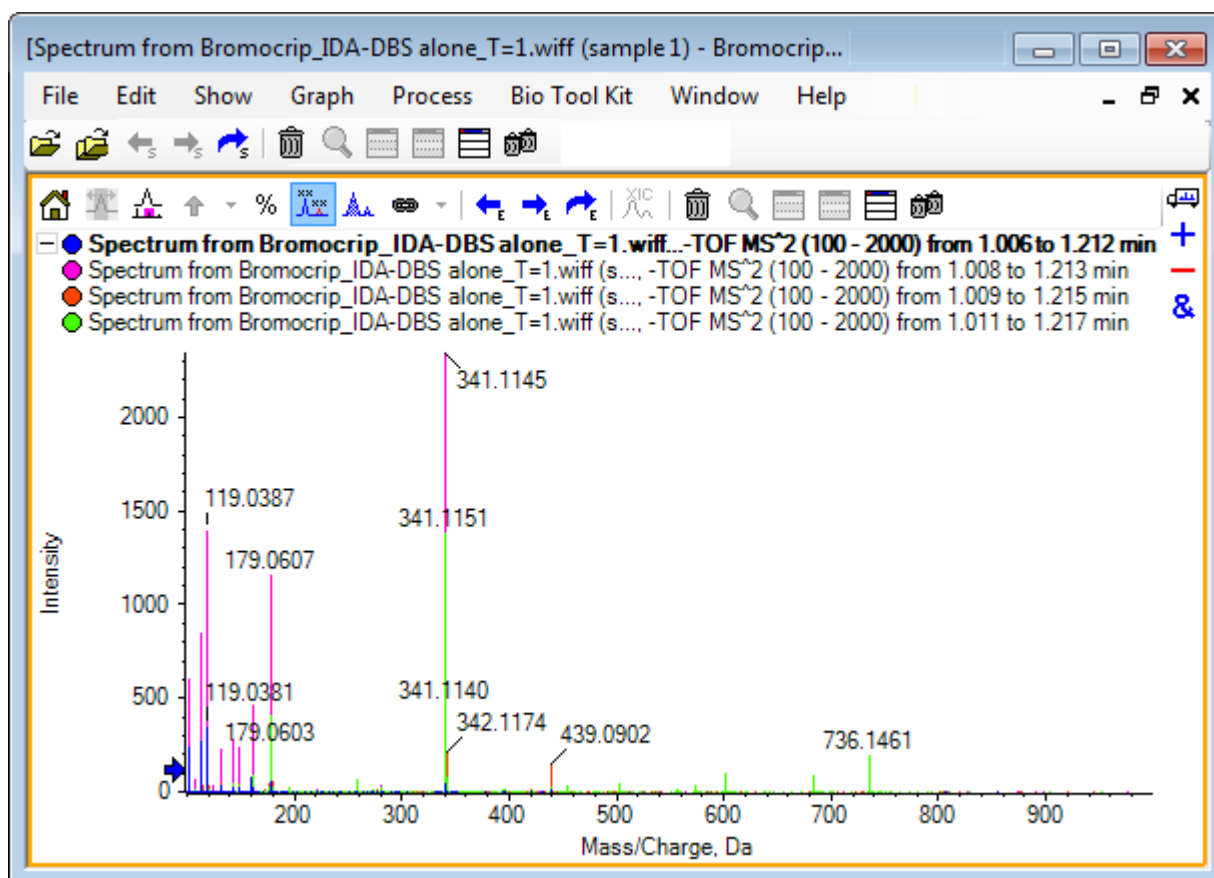 [Spectrum from Bromocrip_IDA-DBS alone_T=1.wiff (sample 1) - Bromocrip...
File Edit Show Graph Process Bio Tool Kit Window Help
S S S
% xx xx E E E XIC
Spectrum from Bromocrip_IDA-DBS alone_T=1.wiff...-TOF MS^2 (100 - 2000) from 1.006 to 1.212 min
Spectrum from Bromocrip_IDA-DBS alone_T=1.wiff (s..., -TOF MS^2 (100 - 2000) from 1.008 to 1.213 min
Spectrum from Bromocrip_IDA-DBS alone_T=1.wiff (s..., -TOF MS^2 (100 - 2000) from 1.009 to 1.215 min
Spectrum from Bromocrip_IDA-DBS alone_T=1.wiff (s..., -TOF MS^2 (100 - 2000) from 1.011 to 1.217 min
&
341.1145
2000
119.0387
1500
341.1151
179.0607
Intensity
1000
119.0381
341.1140
500
179.0603
342.1174
439.0902
736.1461
0
200 300 400 500 600 700 800 900
Mass/Charge, Da